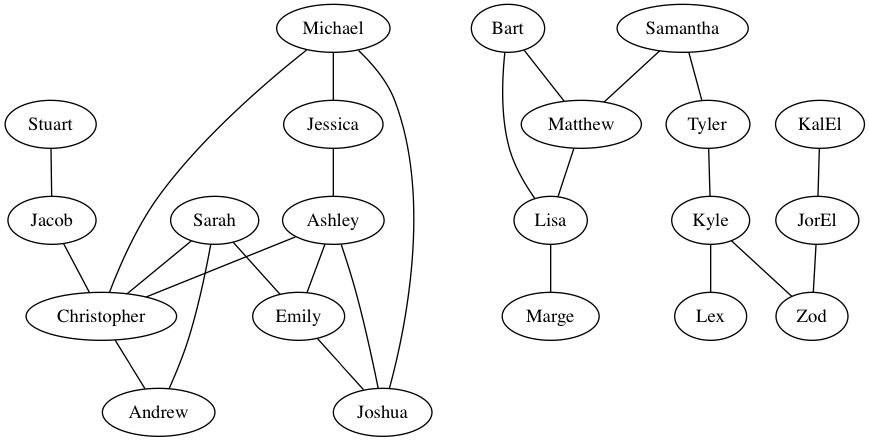 Michael
Bart
Samantha
Stuart
Jessica
Matthew
Tyler
KalEl
Jacob
Sarah
Ashley
Lisa
Kyle
JorEl
Christopher
Emily
Marge
Lex
Zod
Andrew
Joshua